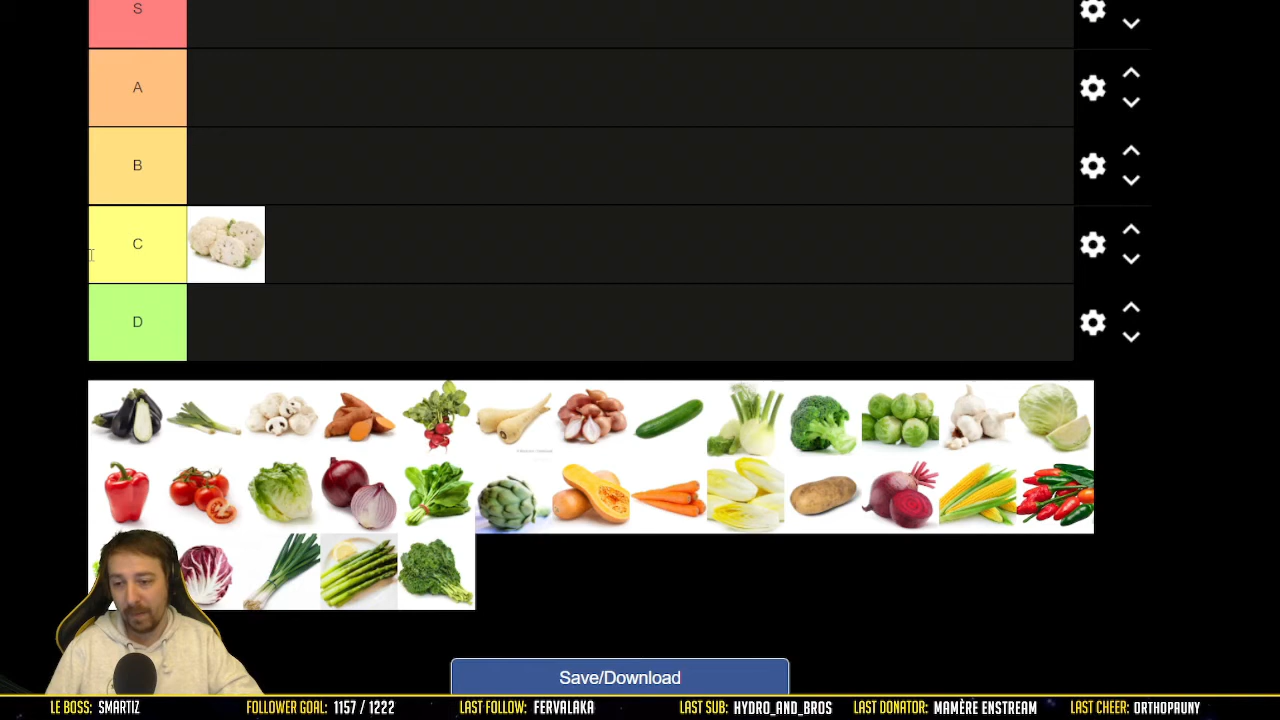 S
A
B
C
D
Save/Download
LE BOSS: SMARTIZ FOLLOWER GOAL: 1157 / 1222 LAST FOLLOW: FERVALAKA LAST SUB: HYDRO_AND_BROS LAST DONATOR: MAMÈRE ENSTREAM LAST CHEER: ORTHOPAUNY